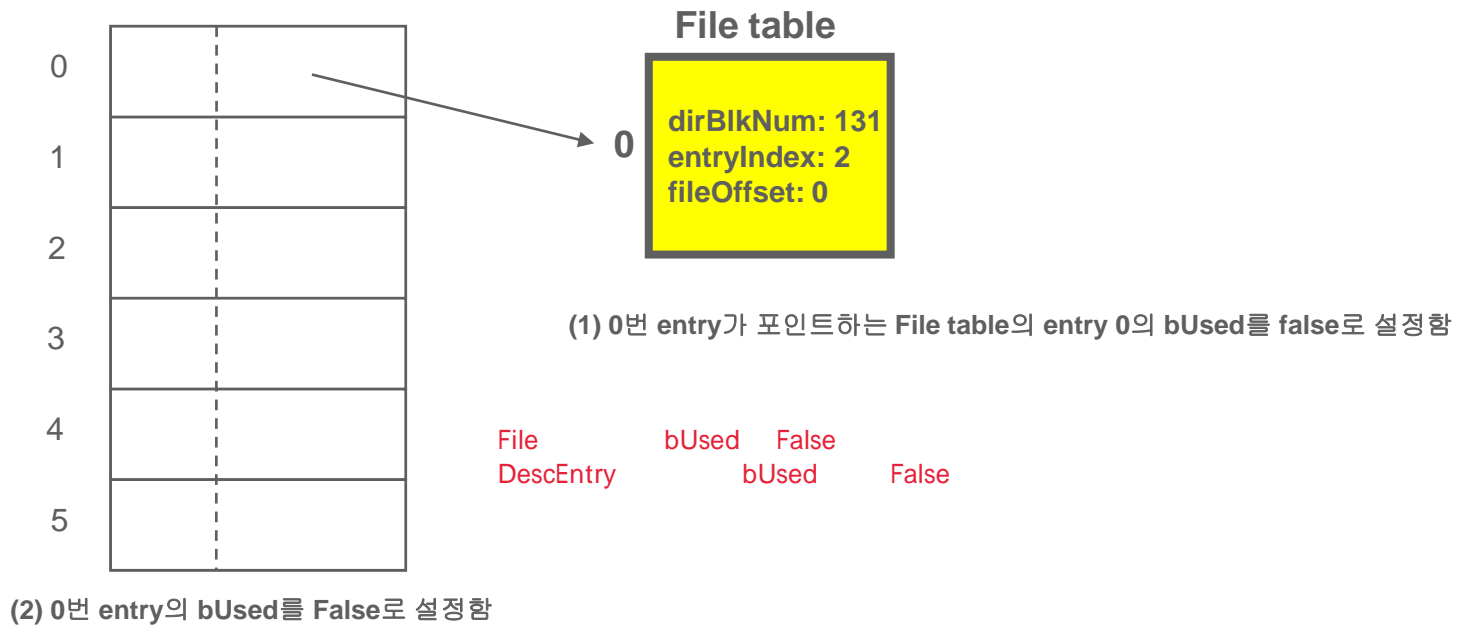 File table
0
1
2
3
4
5
0
dirBlkNum: 131
entryIndex: 2
fileOffset: 0
(1) 0번 entry가 포인트하는 File table의 entry 0의 bUsed를 false로 설정함
File bUsed False
DescEntry bUsed False
(2) 0번 entry의 bUsed를 False로 설정함